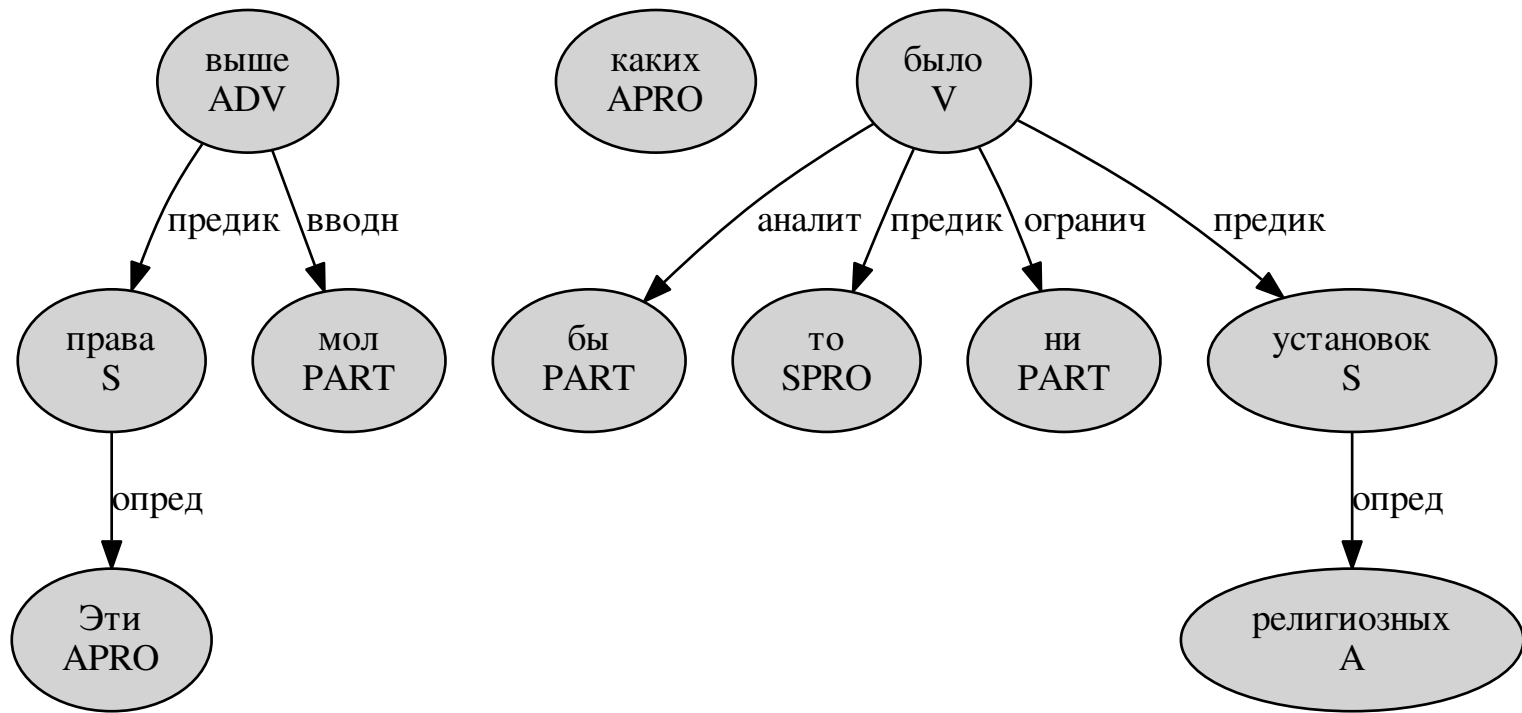 выше
ADV
каких
APRO
было
V
предик
вводн
аналит
предик
огранич
предик
права
S
мол
PART
бы
PART
то
SPRO
ни
PART
установок
S
опред
опред
Эти
APRO
религиозных
A